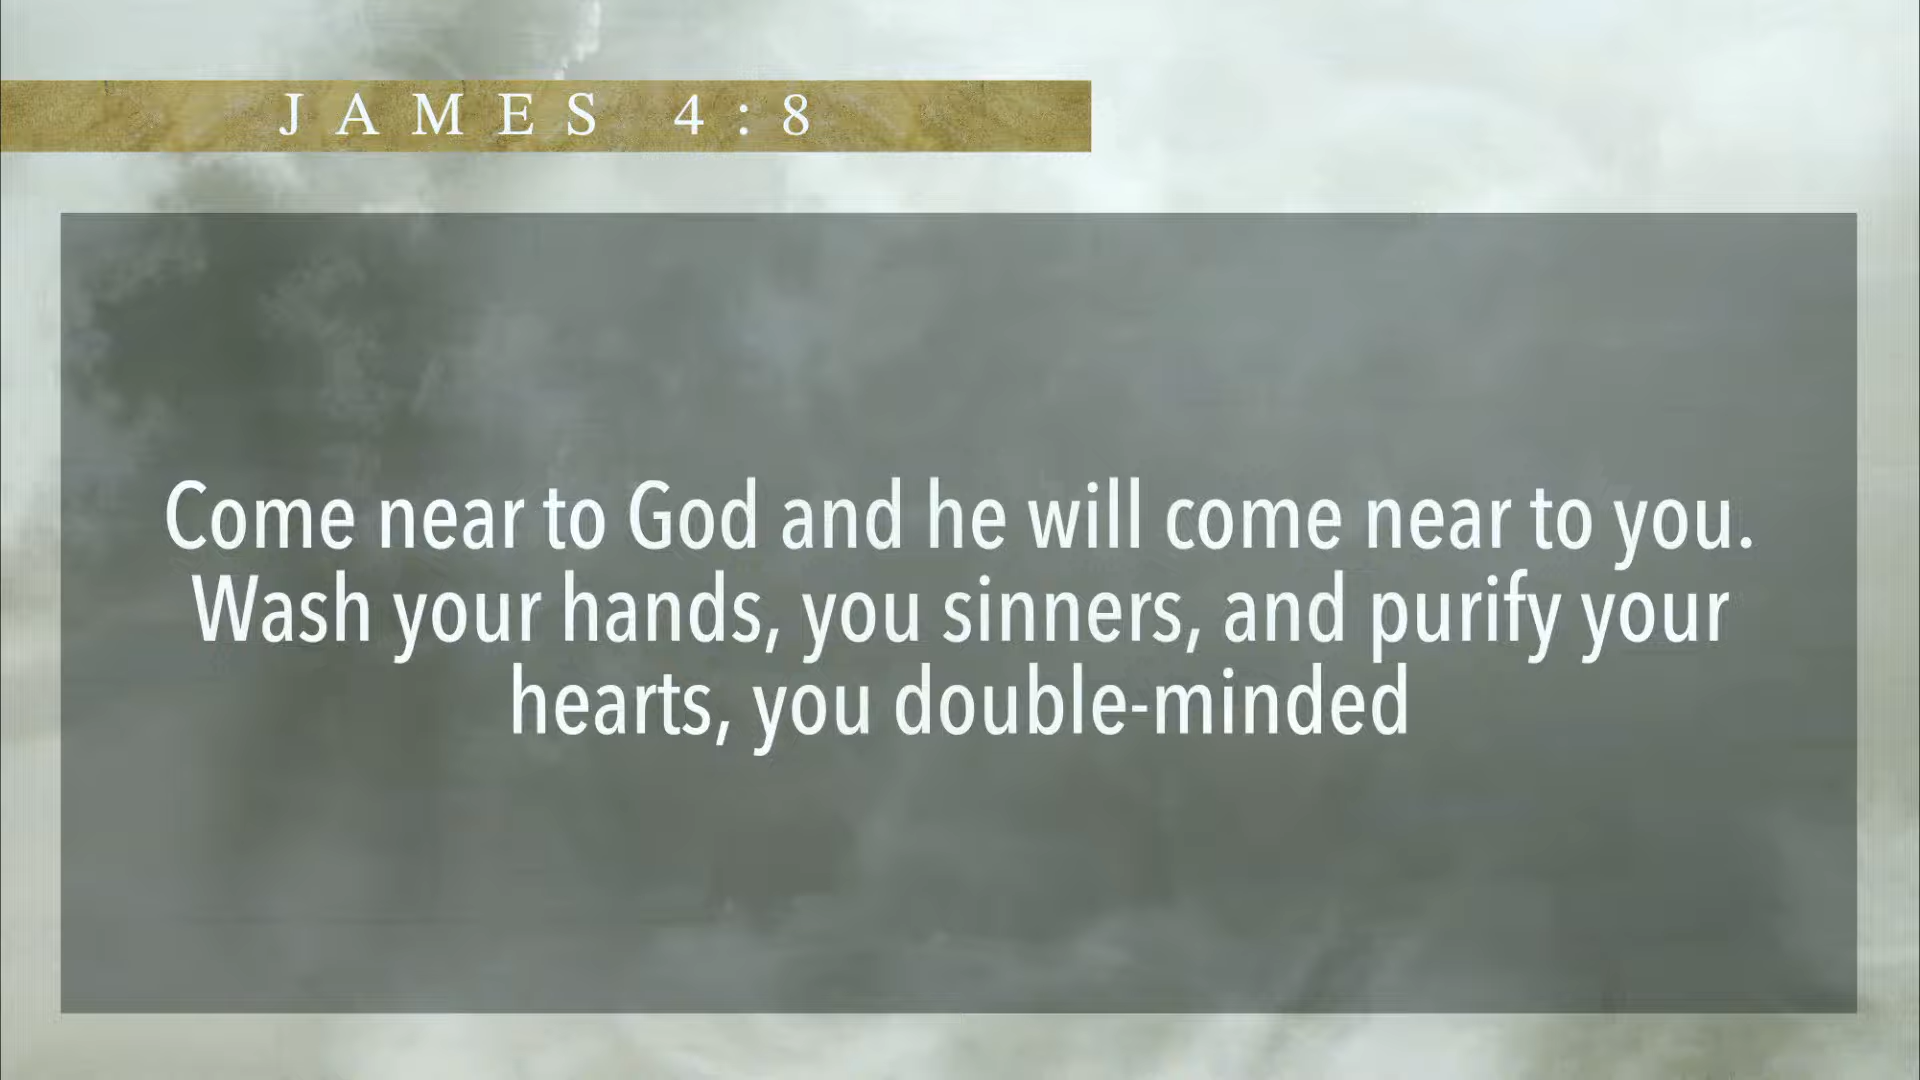 JAMES 4:8
Come near to God and he will come near to you.
Wash your hands, you sinners, and purify your
hearts, you double-minded